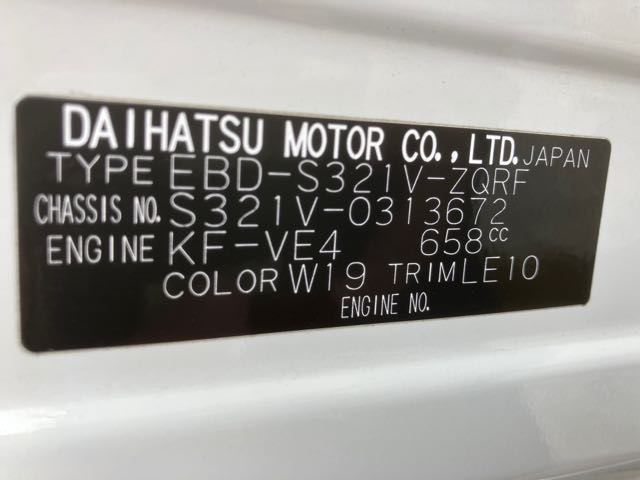 DAIHATSU MOTOR CO.,LTD. JAPAN
TYPE EBD-S321V-ZQRF
CHASSIS NO. S321V-0313672
ENGINE KF-VE4 658cc
COLOR W19 TRIM LE10
ENGINE NO.